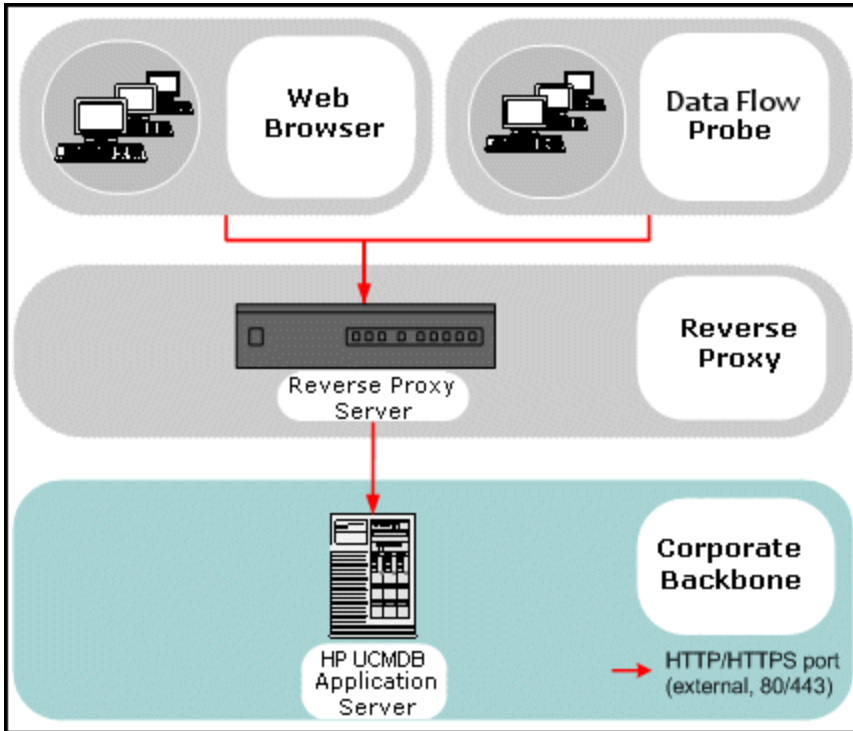 Web
Browser
Data Flow
Probe
Reverse
Proxy
Reverse Proxy
Server
Corporate
Backbone
HP UCMDB
Application
Server
HTTP/HTTPS port
(external, 80/443)